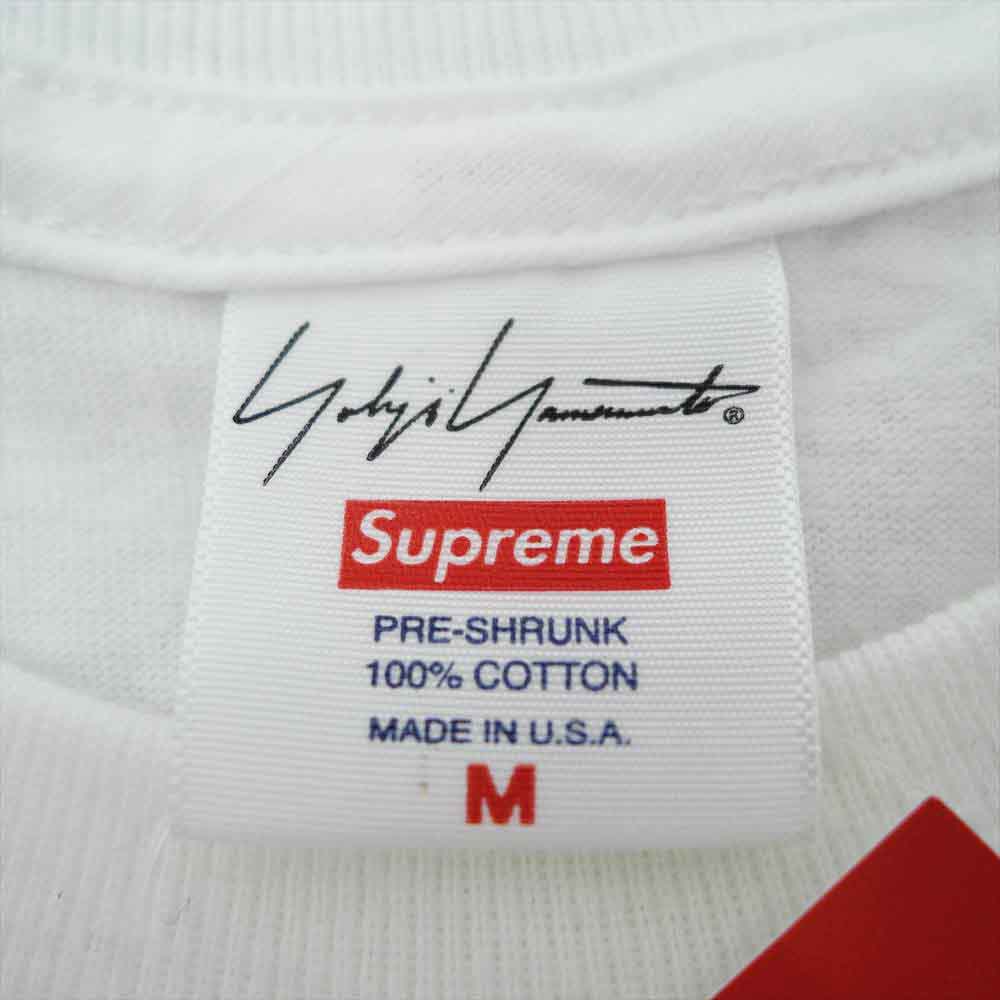 Yohji Yamamoto®
Supreme
PRE-SHRUNK
100% COTTON
MADE IN U.S.A.
M